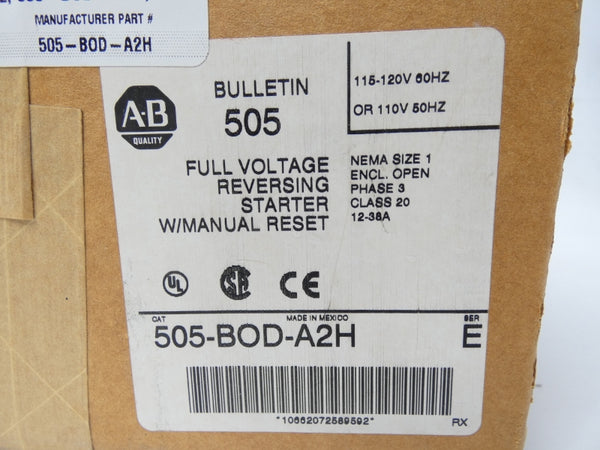 MANUFACTURER PART #
505-BOD-A2H
A-B
QUALITY
BULLETIN
505
FULL VOLTAGE
REVERSING
STARTER
W/MANUAL RESET
115-120V 60HZ
OR 110V 50HZ
NEMA SIZE 1
ENCL. OPEN
PHASE 3
CLASS 20
12-38A
UL
SA
CE
CAT
MADE IN MEXICO
SER
505-BOD-A2H
E
*10662072589592*
RX